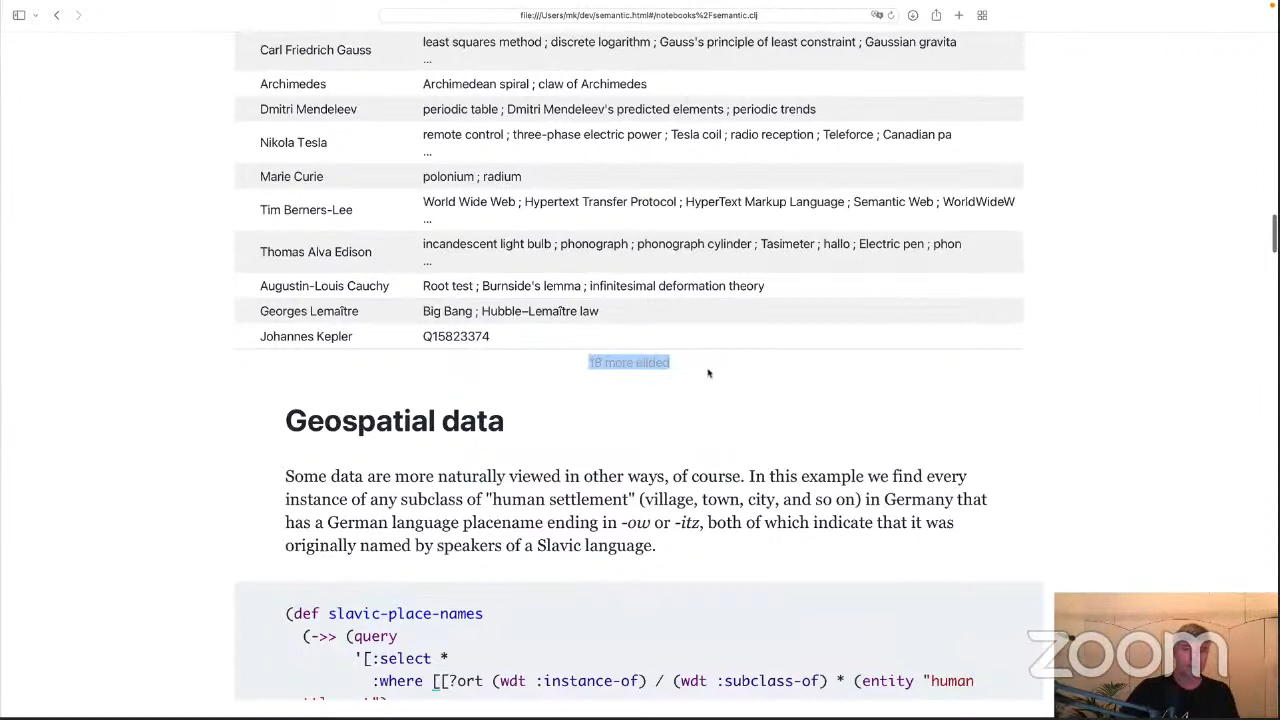 file:///Users/mk/dev/semantic.html#/notebooks%2Fsemantic.clj
Carl Friedrich Gauss least squares method ; discrete logarithm ; Gauss's principle of least constraint ; Gaussian gravita
...
Archimedes Archimedean spiral ; claw of Archimedes
Dmitri Mendeleev periodic table ; Dmitri Mendeleev's predicted elements ; periodic trends
Nikola Tesla remote control ; three-phase electric power ; Tesla coil ; radio reception ; Teleforce ; Canadian pa
...
Marie Curie polonium ; radium
Tim Berners-Lee World Wide Web ; Hypertext Transfer Protocol ; HyperText Markup Language ; Semantic Web ; WorldWideW
...
Thomas Alva Edison incandescent light bulb ; phonograph ; phonograph cylinder ; Tasimeter ; hallo ; Electric pen ; phon
...
Augustin-Louis Cauchy Root test ; Burnside's lemma ; infinitesimal deformation theory
Georges Lemaître Big Bang ; Hubble–Lemaître law
Johannes Kepler Q15823374
18 more elided
Geospatial data
Some data are more naturally viewed in other ways, of course. In this example we find every
instance of any subclass of "human settlement" (village, town, city, and so on) in Germany that
has a German language placename ending in -ow or -itz, both of which indicate that it was
originally named by speakers of a Slavic language.
(def slavic-place-names
(->> (query
'[:select *
:where [[?ort (wdt :instance-of) / (wdt :subclass-of) * (entity "human
zoom